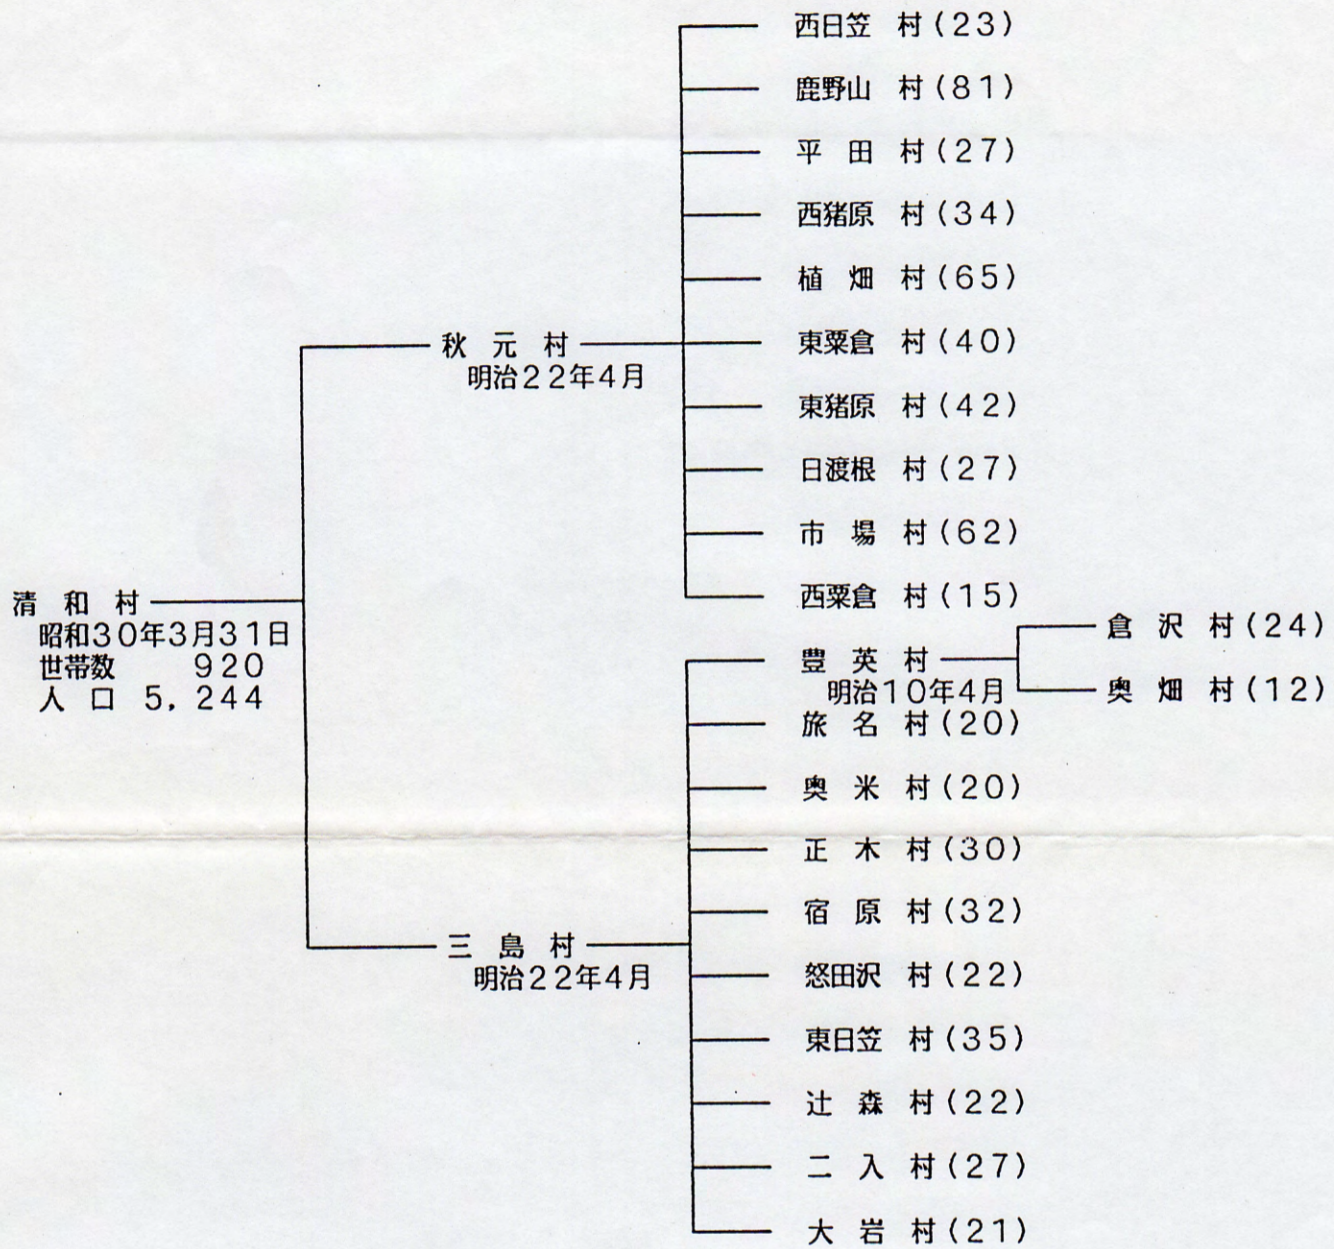 西日笠 村(23)
鹿野山 村(81)
平 田 村(27)
西猪原 村(34)
植 畑 村(65)
秋 元 村
明治22年4月
東粟倉 村(40)
東猪原 村(42)
日渡根 村(27)
市 場 村(62)
西粟倉 村(15)
清 和 村
昭和30年3月31日
世帯数 920
人 口 5,244
豊 英 村
明治10年4月
倉 沢 村(24)
奥 畑 村(12)
旅 名 村(20)
奥 米 村(20)
正 木 村(30)
宿 原 村(32)
三 島 村
明治22年4月
怒田沢 村(22)
東日笠 村(35)
辻 森 村(22)
二 入 村(27)
大 岩 村(21)